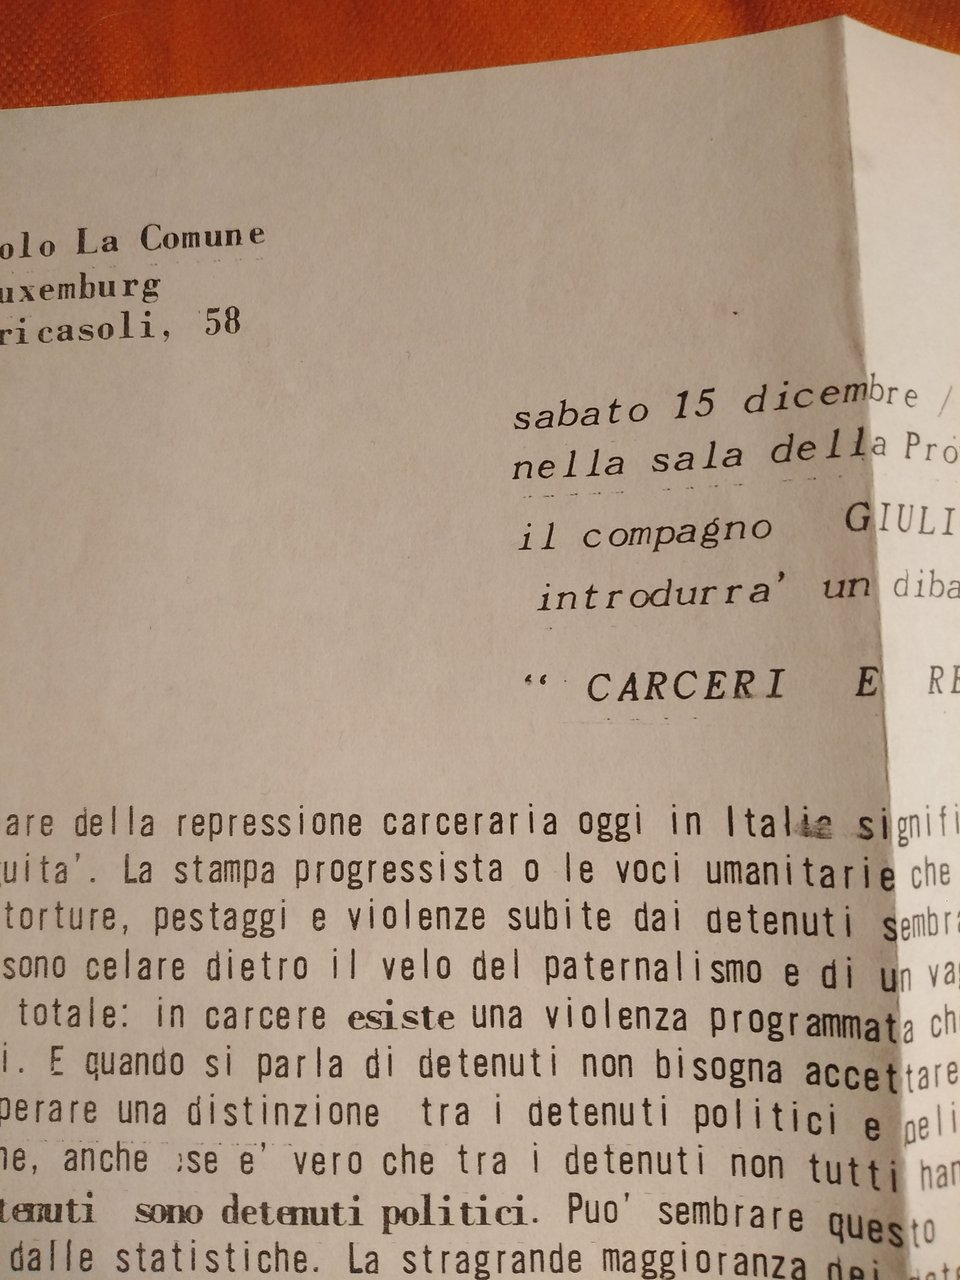 olo La Comune
uxemburg
ricasoli, 58
sabato 15 dicembre /
nella sala della Pro
il compagno GIULI
introdurra' un diba
“ CARCERI E RE
are della repressione carceraria oggi in Italia signifi
uita'. La stampa progressista o le voci umanitarie che
torture, pestaggi e violenze subite dai detenuti sembra
sono celare dietro il velo del paternalismo e di un vag
totale: in carcere esiste una violenza programmata ch
i. E quando si parla di detenuti non bisogna accettare
perare una distinzione tra i detenuti politici e
ne, anche se e' vero che tra i detenuti non tutti han
tenuti sono detenuti politici. Puo' sembrare questo
dalle statistiche. La stragrande maggioranza dei